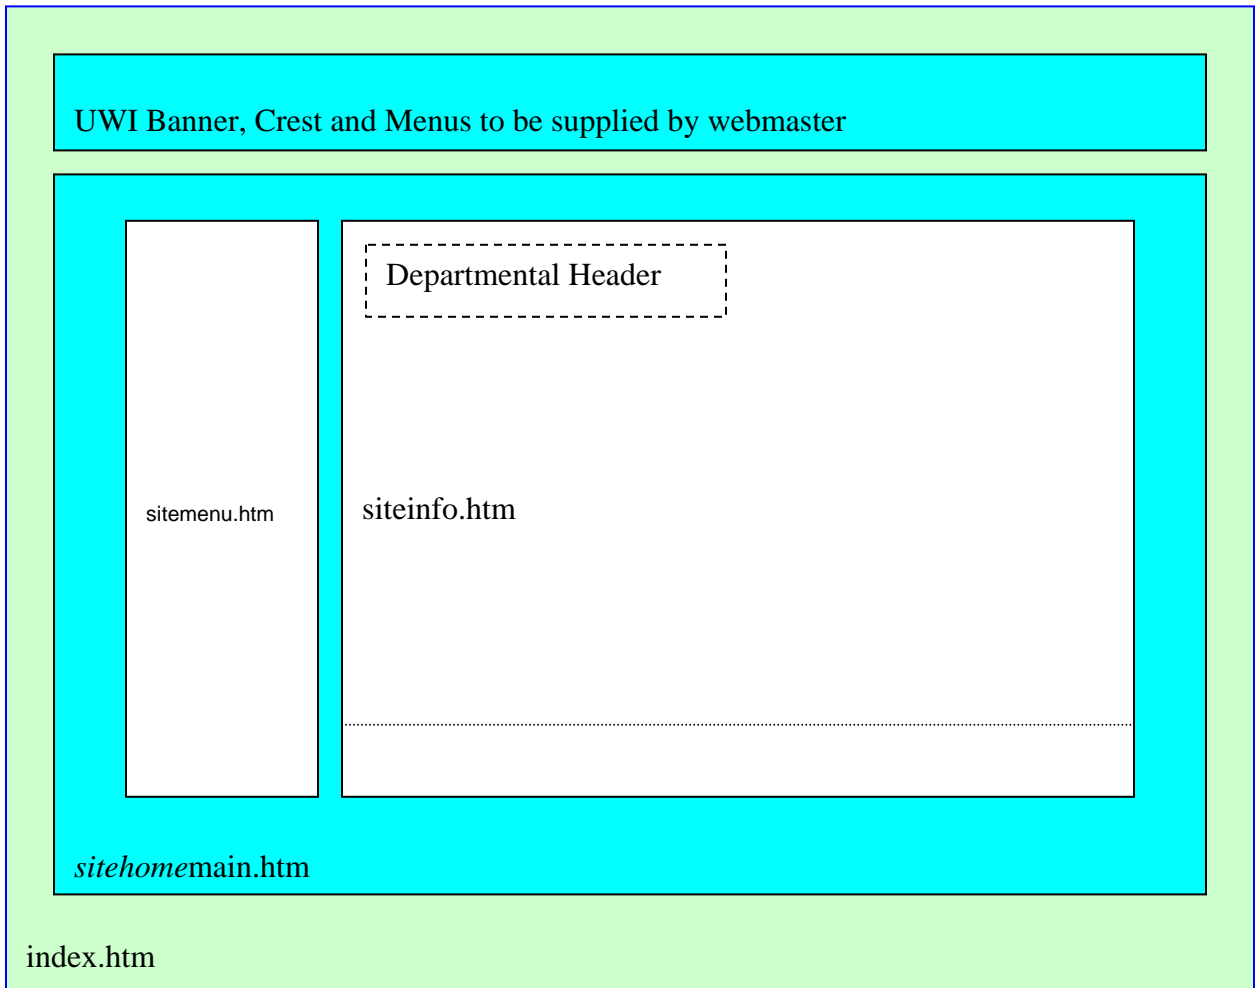 UWI Banner, Crest and Menus to be supplied by webmaster
Departmental Header
sitemenu.htm
siteinfo.htm
sitehomemain.htm
index.htm